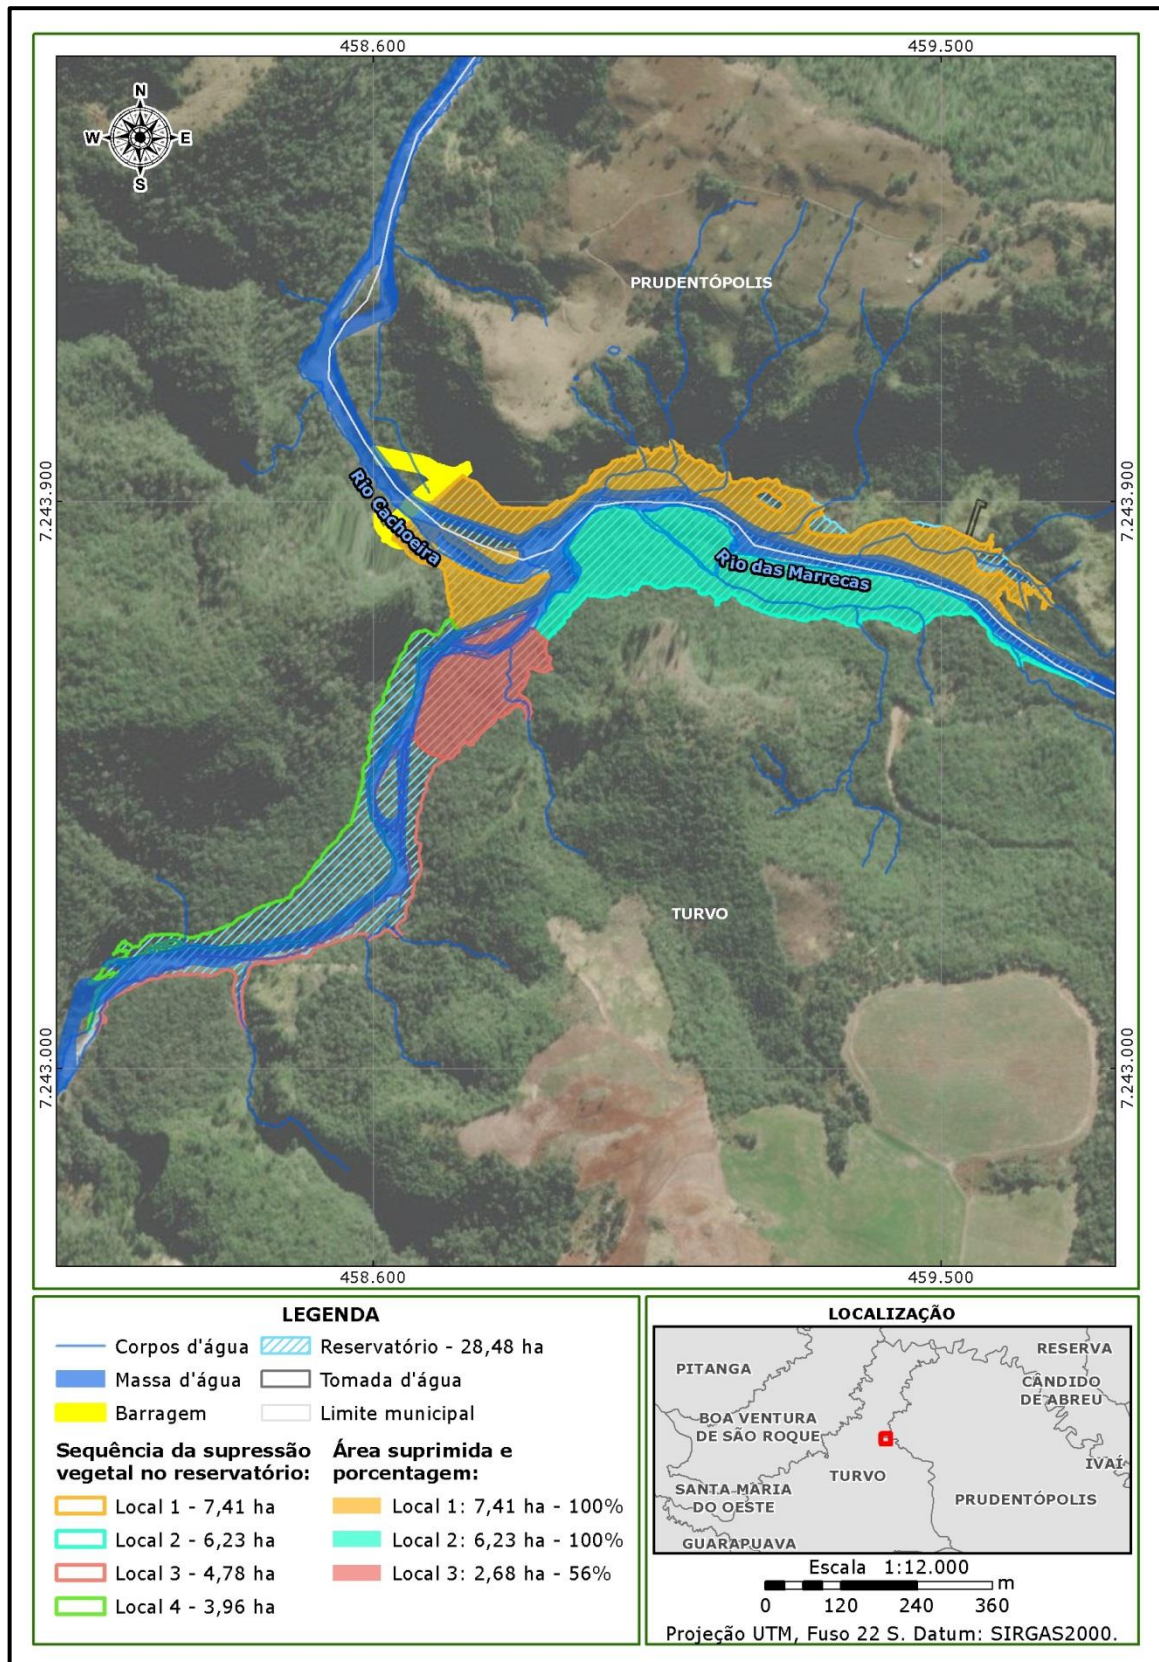 458.600
459.500
N
W
E
S
PRUDENTÓPOLIS
7.243.900
7.243.900
Rio Cachoeira
Rio das Marrecas
TURVO
7.243.000
7.243.000
458.600
459.500
LEGENDA
Corpos d'água
Reservatório - 28,48 ha
Massa d'água
Tomada d'água
Barragem
Limite municipal
Sequência da supressão
vegetal no reservatório:
Local 1 - 7,41 ha
Local 2 - 6,23 ha
Local 3 - 4,78 ha
Local 4 - 3,96 ha
Área suprimida e
porcentagem:
Local 1: 7,41 ha - 100%
Local 2: 6,23 ha - 100%
Local 3: 2,68 ha - 56%
LOCALIZAÇÃO
PITANGA
RESERVA
CÂNDIDO
DE ABREU
BOA VENTURA
DE SÃO ROQUE
IVAÍ
TURVO
SANTA MARIA
DO OESTE
PRUDENTÓPOLIS
GUARAPUAVA
Escala 1:12.000
m
0 120 240 360
Projeção UTM, Fuso 22 S. Datum: SIRGAS2000.